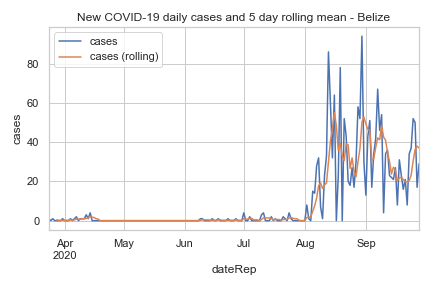 New COVID-19 daily cases and 5 day rolling mean - Belize
cases
cases (rolling)
80
60
40
20
0
cases
Apr
2020
May
Jun
Jul
Aug
Sep
dateRep